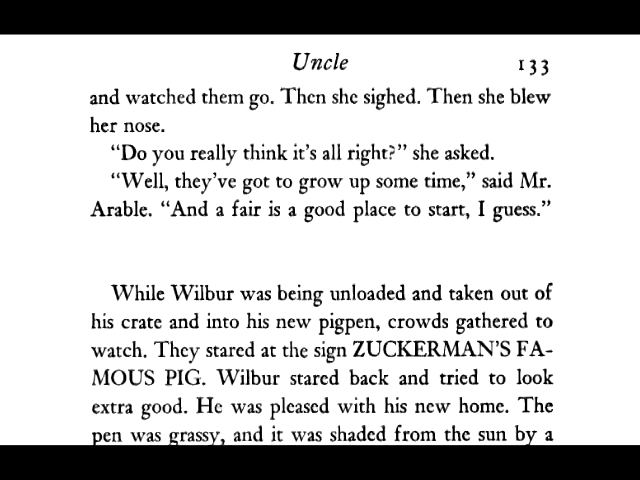 Uncle 133
and watched them go. Then she sighed. Then she blew
her nose.
"Do you really think it's all right?" she asked.
"Well, they've got to grow up some time," said Mr.
Arable. "And a fair is a good place to start, I guess."
While Wilbur was being unloaded and taken out of
his crate and into his new pigpen, crowds gathered to
watch. They stared at the sign ZUCKERMAN'S FA-
MOUS PIG. Wilbur stared back and tried to look
extra good. He was pleased with his new home. The
pen was grassy, and it was shaded from the sun by a